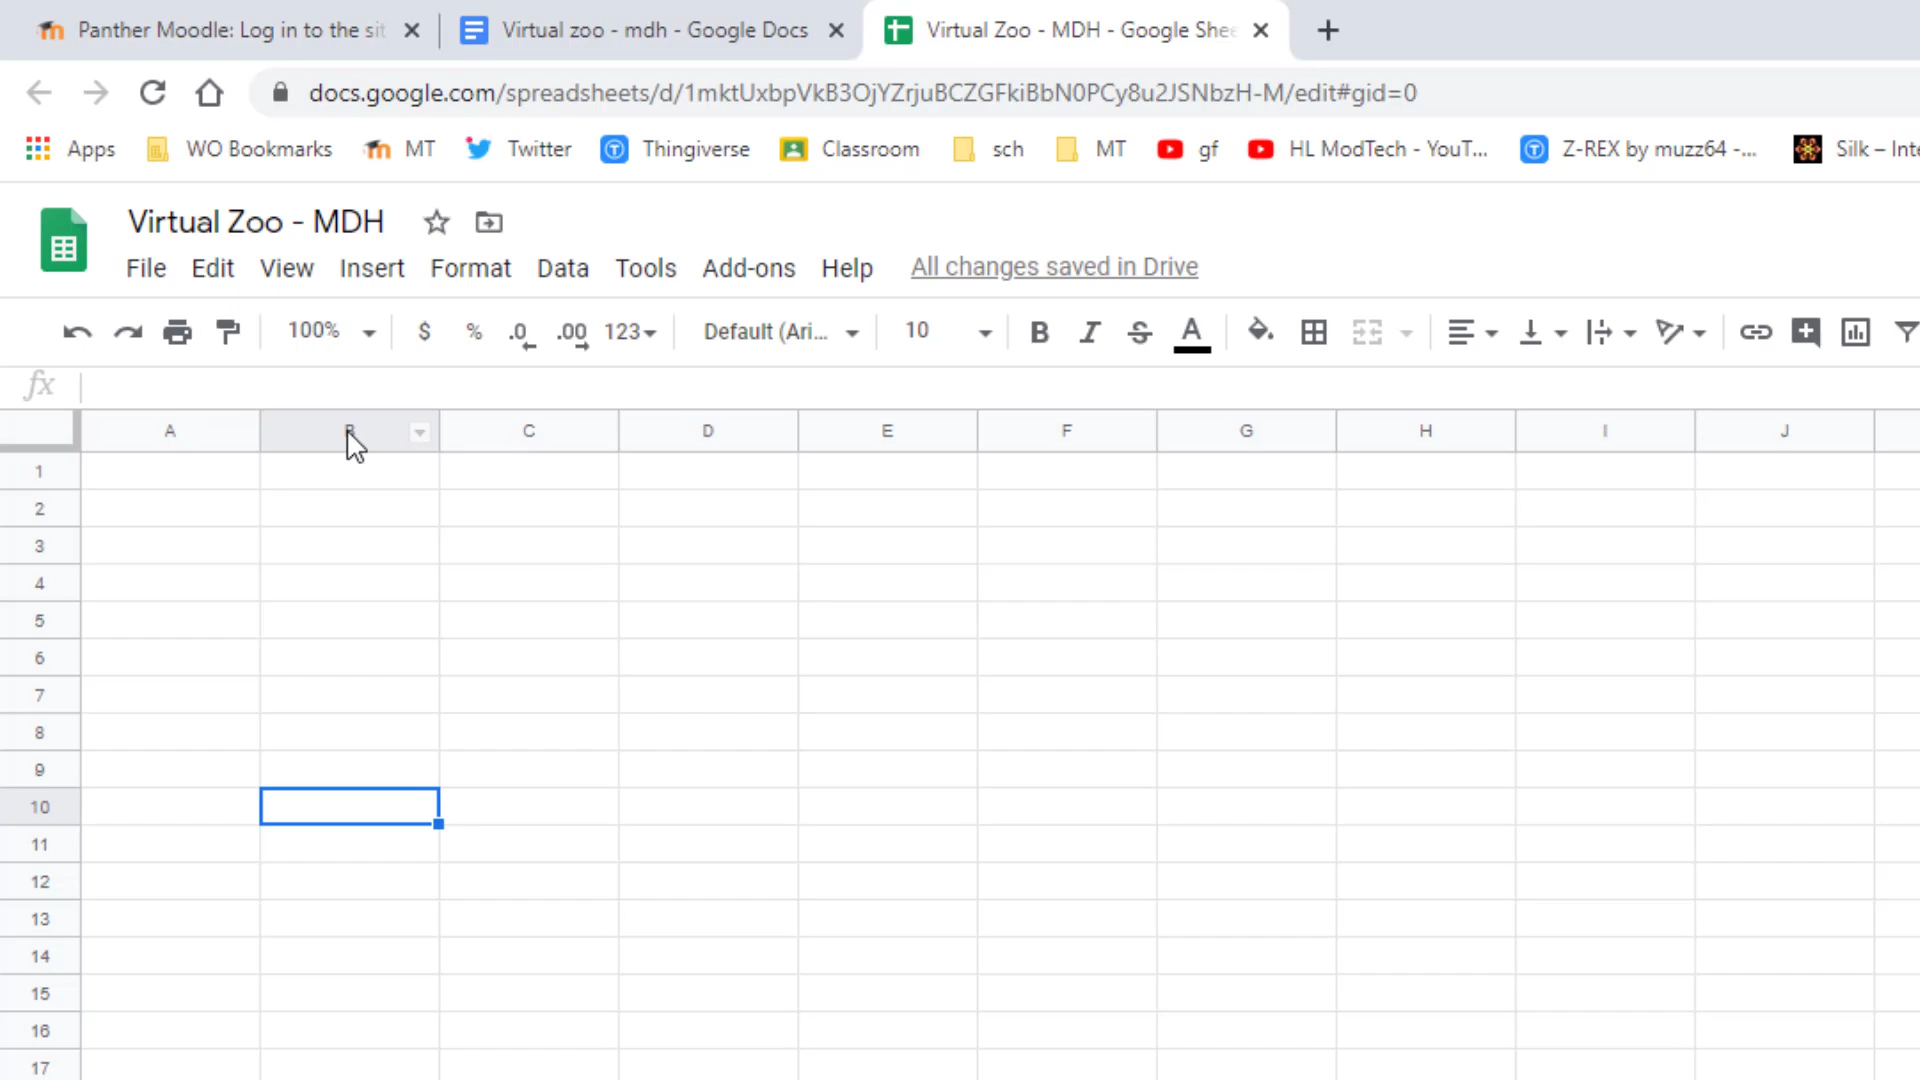 Panther Moodle: Log in to the sit
Virtual zoo - mdh - Google Docs
Virtual Zoo - MDH - Google Shee
docs.google.com/spreadsheets/d/1mktUxbpVkB3OjYZrjuBCZGFkiBbN0PCy8u2JSNbzH-M/edit#gid=0
Apps WO Bookmarks MT Twitter Thingiverse Classroom sch MT gf HL ModTech - YouT... Z-REX by muzz64 -... Silk – Inte
Virtual Zoo - MDH
File Edit View Insert Format Data Tools Add-ons Help All changes saved in Drive
100% $ % .0 .00 123 Default (Ari... 10 B I S A
fx
A B C D E F G H I J
1
2
3
4
5
6
7
8
9
10
11
12
13
14
15
16
17